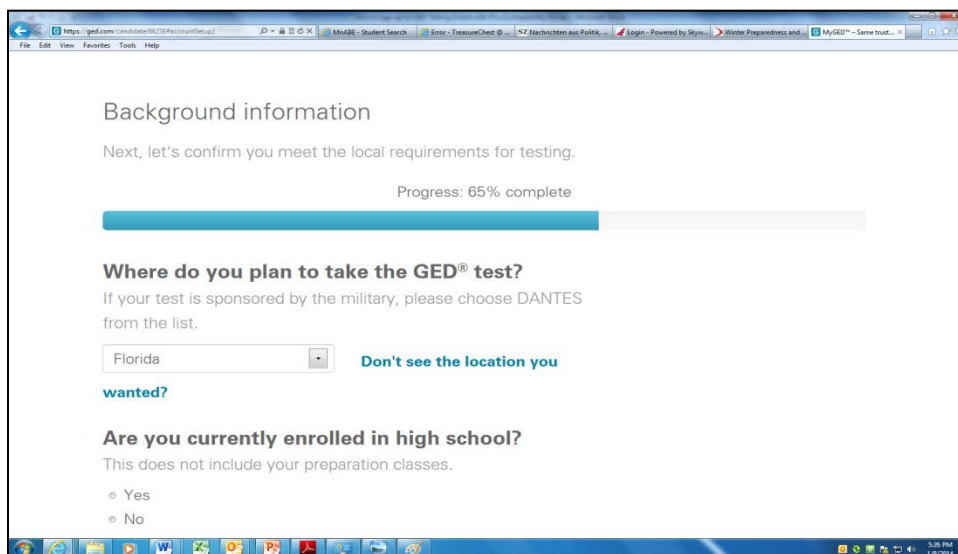 https://ged.com/candidate/66238#accountSetup2
MnABE - Student Search
Error - TreasureChest @ ...
Nachrichten aus Politik, ...
Login - Powered by Skyw...
Winter Preparedness and ...
MyGED™ – Same trust...
File Edit View Favorites Tools Help
Background information
Next, let's confirm you meet the local requirements for testing.
Progress: 65% complete
Where do you plan to take the GED® test?
If your test is sponsored by the military, please choose DANTES
from the list.
Florida
Don't see the location you
wanted?
Are you currently enrolled in high school?
This does not include your preparation classes.
Yes
No
5:26 PM
1/8/2014